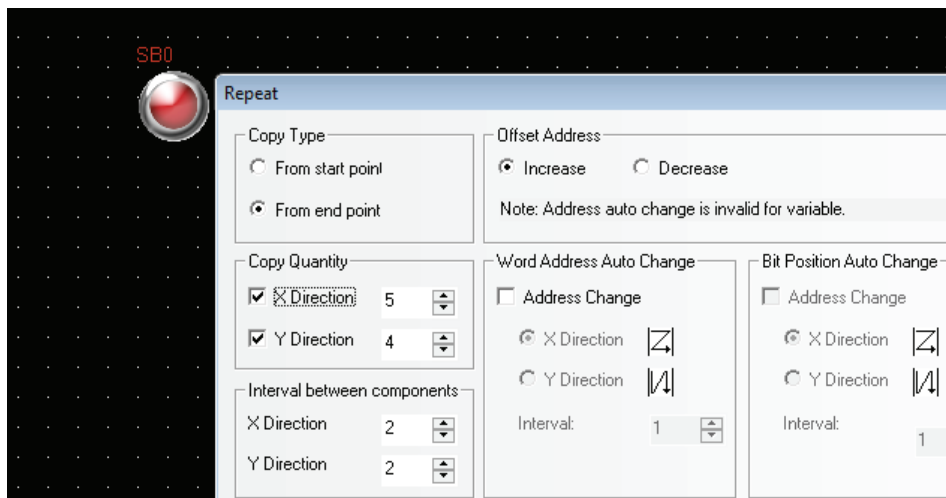 SB0
Repeat
Copy Type
From start point
From end point
Offset Address
Increase Decrease
Note: Address auto change is invalid for variable.
Copy Quantity
X Direction 5
Y Direction 4
Interval between components
X Direction 2
Y Direction 2
Word Address Auto Change
Address Change
X Direction
Y Direction
Interval: 1
Bit Position Auto Change
Address Change
X Direction
Y Direction
Interval: 1